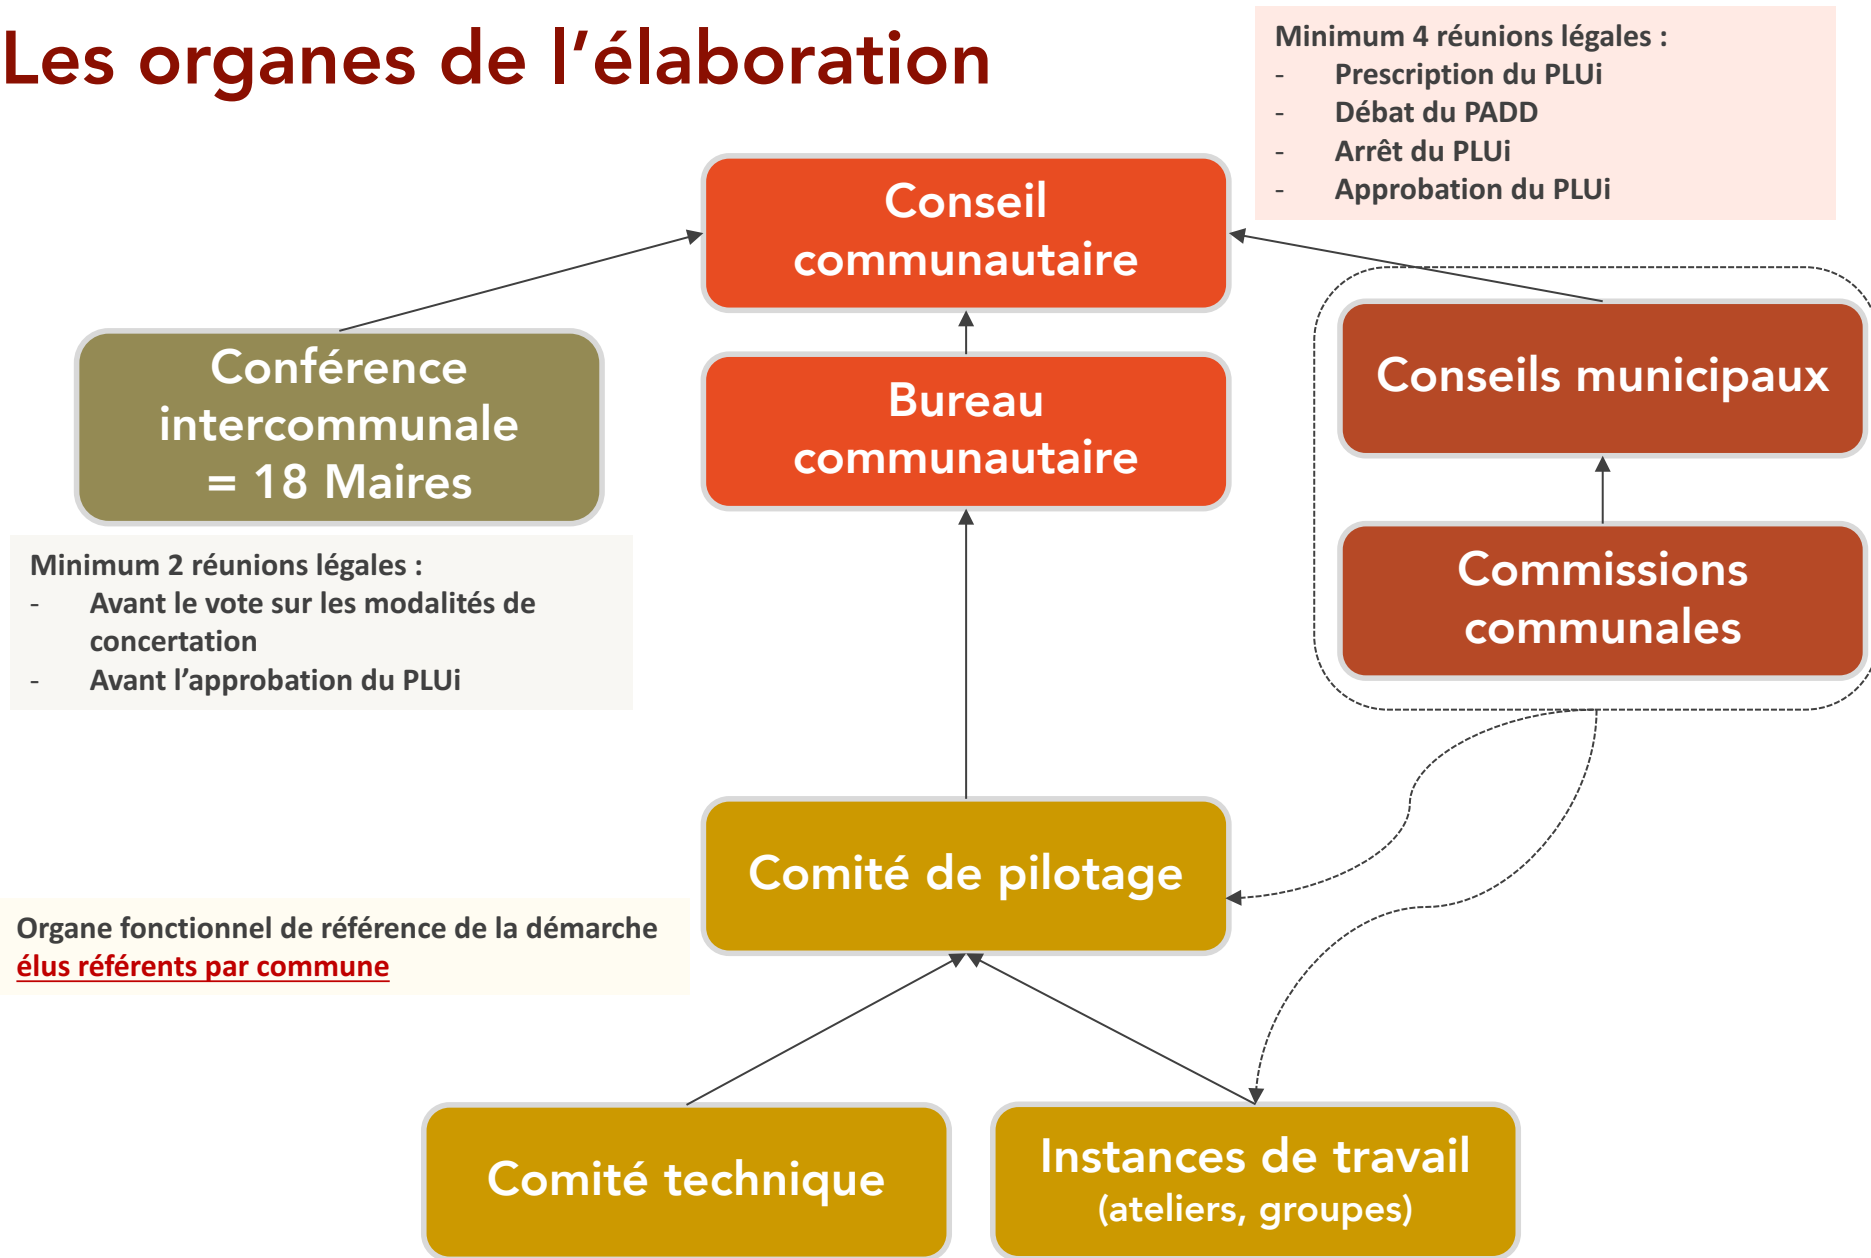 Les organes de l’élaboration
Minimum 4 réunions légales :
- Prescription du PLUi
- Débat du PADD
- Arrêt du PLUi
- Approbation du PLUi
Conseil
communautaire
Conférence
intercommunale
= 18 Maires
Bureau
communautaire
Conseils municipaux
Minimum 2 réunions légales :
- Avant le vote sur les modalités de
concertation
- Avant l’approbation du PLUi
Commissions
communales
Comité de pilotage
Organe fonctionnel de référence de la démarche
élus référents par commune
Comité technique
Instances de travail
(ateliers, groupes)